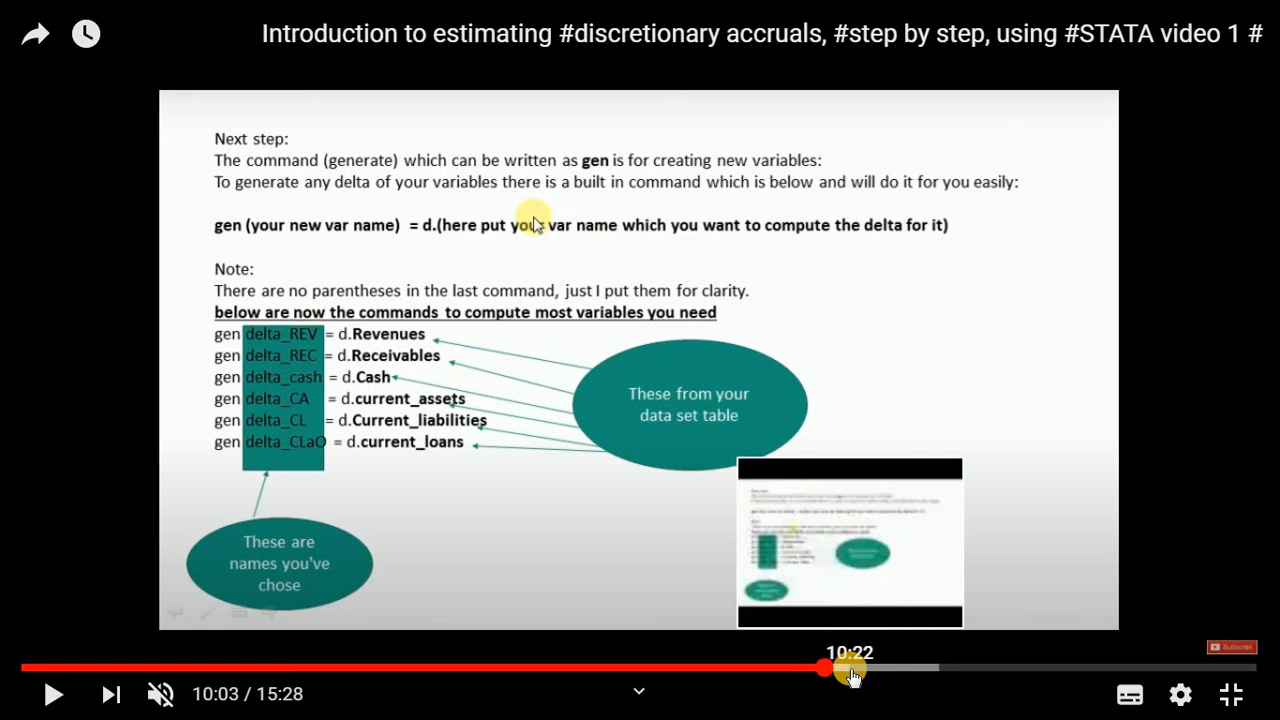 Introduction to estimating #discretionary accruals, #step by step, using #STATA video 1 #
Next step:
The command (generate) which can be written as gen is for creating new variables:
To generate any delta of your variables there is a built in command which is below and will do it for you easily:
gen (your new var name) = d.(here put your var name which you want to compute the delta for it)
Note:
There are no parentheses in the last command, just I put them for clarity.
below are now the commands to compute most variables you need
gen delta_REV = d.Revenues
gen delta_REC = d.Receivables
gen delta_cash = d.Cash
gen delta_CA = d.current_assets
gen delta_CL = d.Current_liabilities
gen delta_CLaO = d.current_loans
These from your
data set table
These are
names you've
chose
10:22
Subscribe
10:03 / 15:28